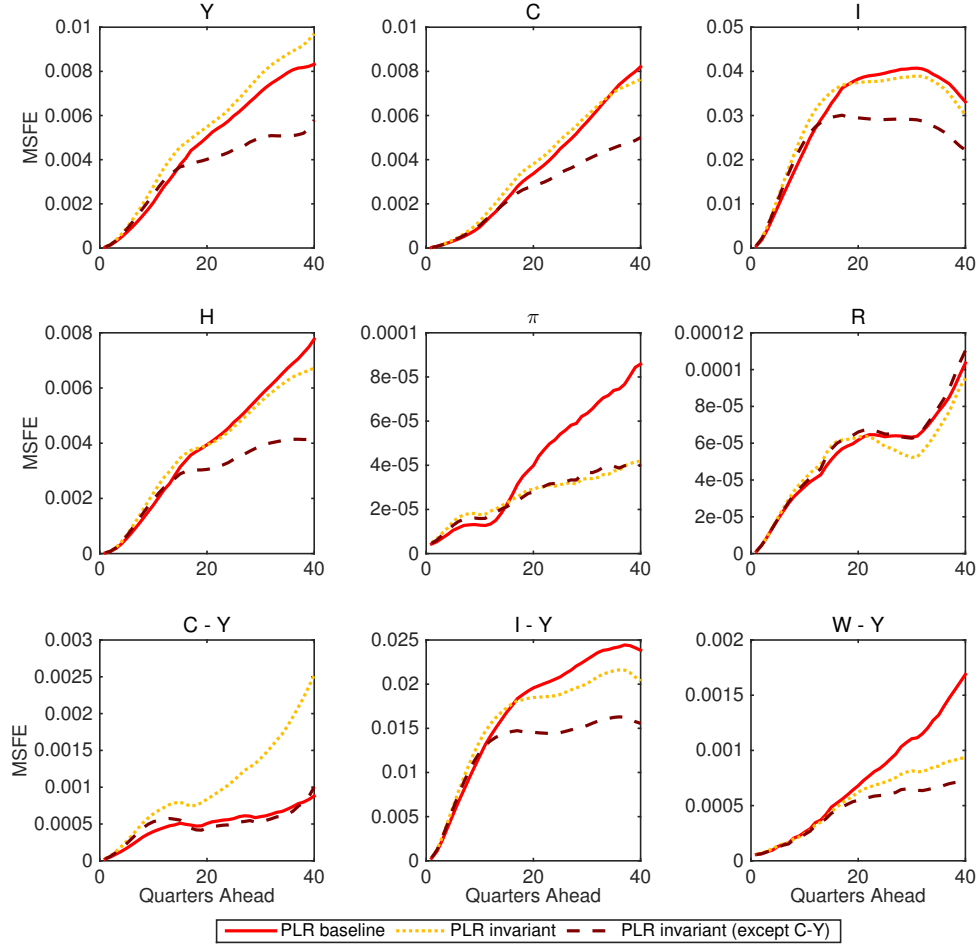 Y
C
I
0.01
0.008
0.006
0.004
0.002
0
MSFE
0 20 40
0.01
0.008
0.006
0.004
0.002
0
0 20 40
0.05
0.04
0.03
0.02
0.01
0
0 20 40
H
π
R
0.008
0.006
0.004
0.002
0
MSFE
0 20 40
0.0001
8e-05
6e-05
4e-05
2e-05
0
0 20 40
0.00012
0.0001
8e-05
6e-05
4e-05
2e-05
0
0 20 40
C - Y
I - Y
W - Y
0.003
0.0025
0.002
0.0015
0.001
0.0005
0
MSFE
0 20 40
Quarters Ahead
0.025
0.02
0.015
0.01
0.005
0
0 20 40
Quarters Ahead
0.002
0.0015
0.001
0.0005
0
0 20 40
Quarters Ahead
PLR baseline PLR invariant PLR invariant (except C-Y)